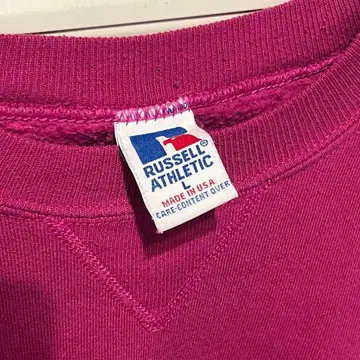 RUSSELL®
ATHLETIC
L
MADE IN U.S.A.
CARE-CONTENT OVER